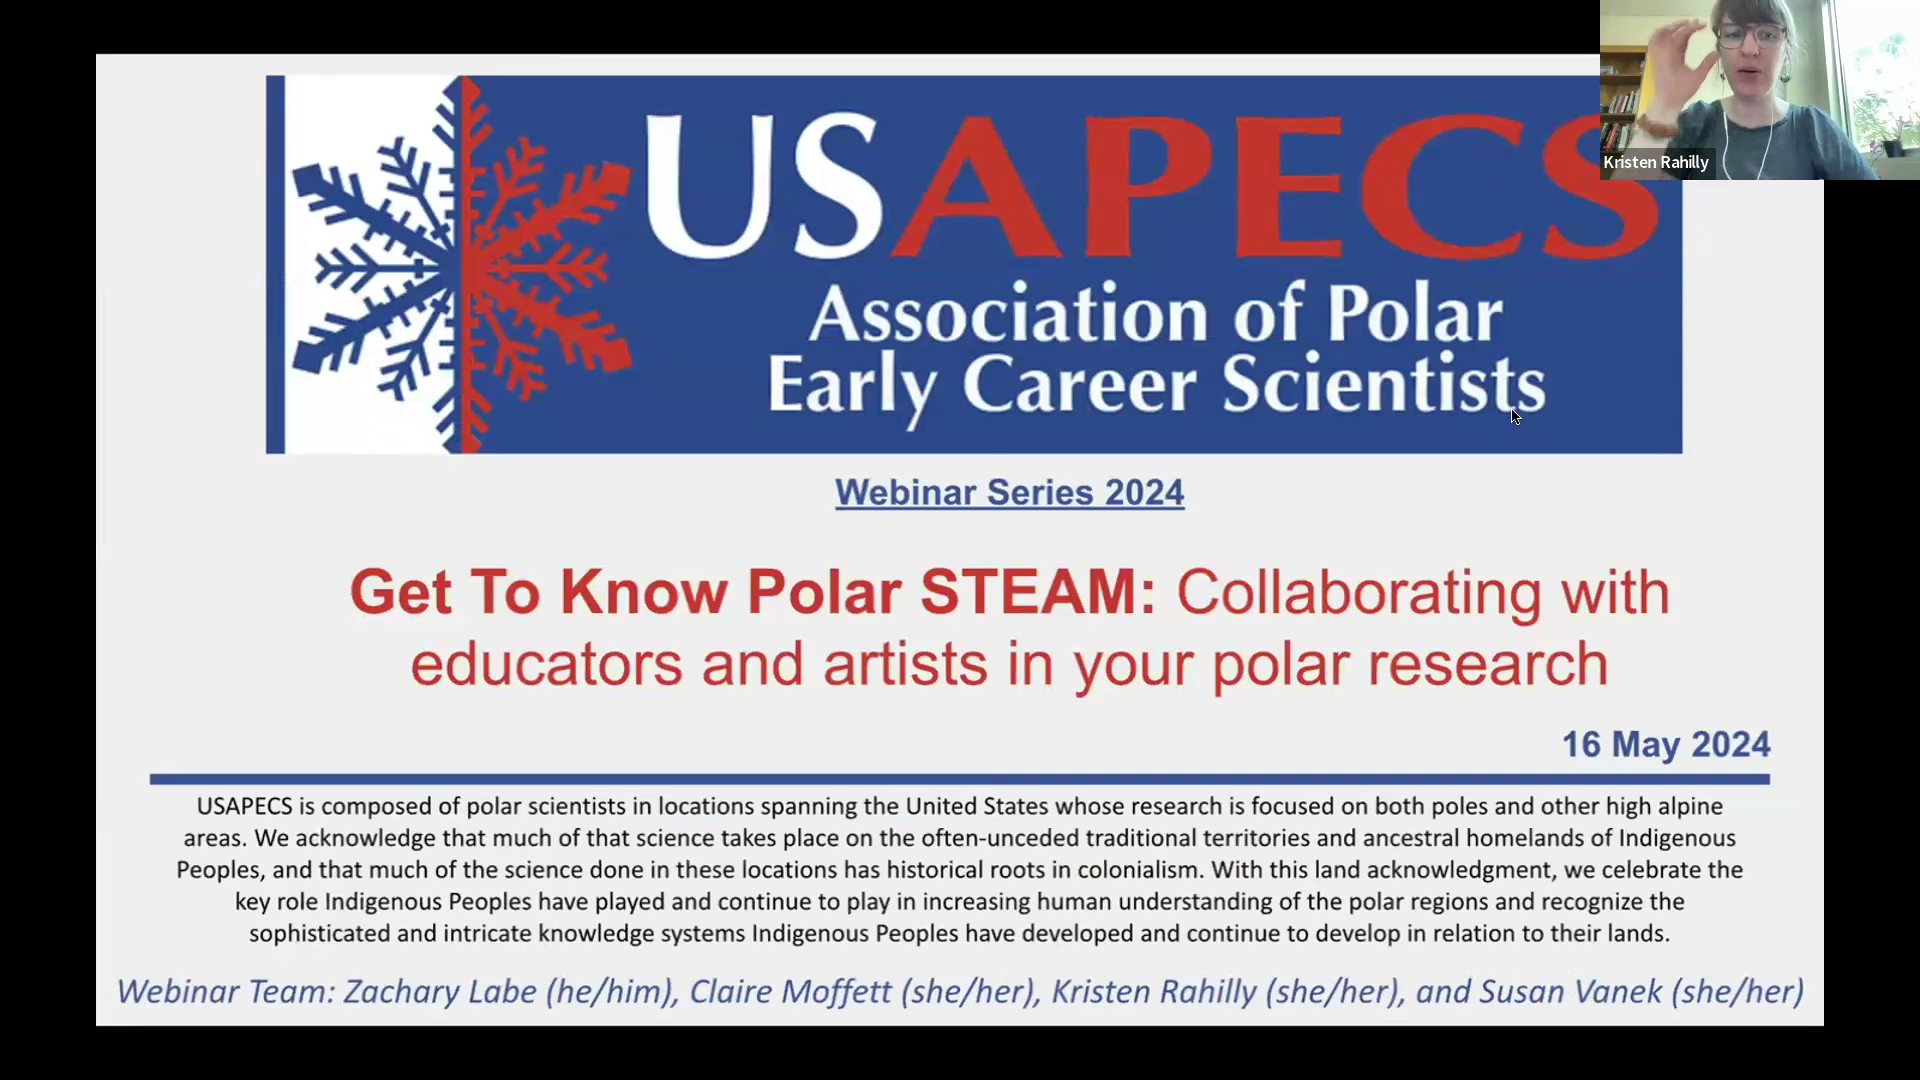 Kristen Rahilly
USAPECS
Association of Polar
Early Career Scientists
Webinar Series 2024
Get To Know Polar STEAM: Collaborating with
educators and artists in your polar research
16 May 2024
USAPECS is composed of polar scientists in locations spanning the United States whose research is focused on both poles and other high alpine
areas. We acknowledge that much of that science takes place on the often-unceded traditional territories and ancestral homelands of Indigenous
Peoples, and that much of the science done in these locations has historical roots in colonialism. With this land acknowledgment, we celebrate the
key role Indigenous Peoples have played and continue to play in increasing human understanding of the polar regions and recognize the
sophisticated and intricate knowledge systems Indigenous Peoples have developed and continue to develop in relation to their lands.
Webinar Team: Zachary Labe (he/him), Claire Moffett (she/her), Kristen Rahilly (she/her), and Susan Vanek (she/her)